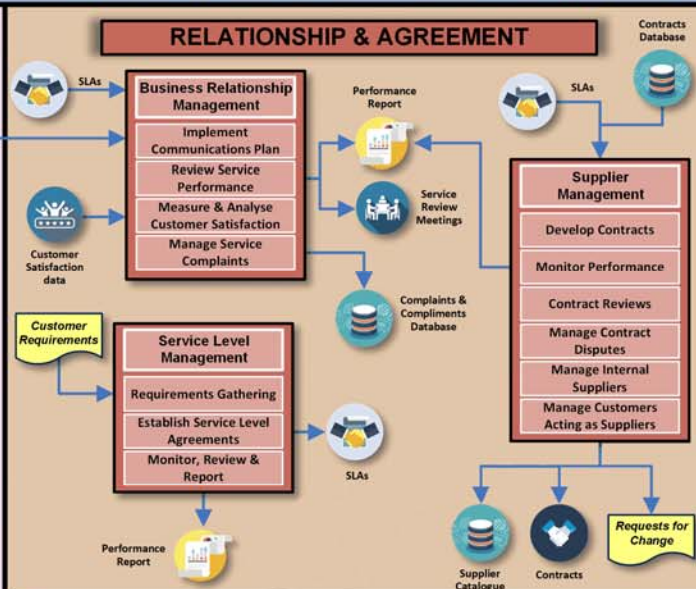 RELATIONSHIP & AGREEMENT
SLAs
Business Relationship
Management
Implement
Communications Plan
Review Service
Performance
Measure & Analyse
Customer Satisfaction
Manage Service
Complaints
Customer
Satisfaction
data
Performance
Report
Service
Review
Meetings
Complaints &
Compliments
Database
Contracts
Database
SLAs
Supplier
Management
Develop Contracts
Monitor Performance
Contract Reviews
Manage Contract
Disputes
Manage Internal
Suppliers
Manage Customers
Acting as Suppliers
Customer
Requirements
Service Level
Management
Requirements Gathering
Establish Service Level
Agreements
Monitor, Review &
Report
SLAs
Performance
Report
Supplier
Catalogue
Contracts
Requests for
Change